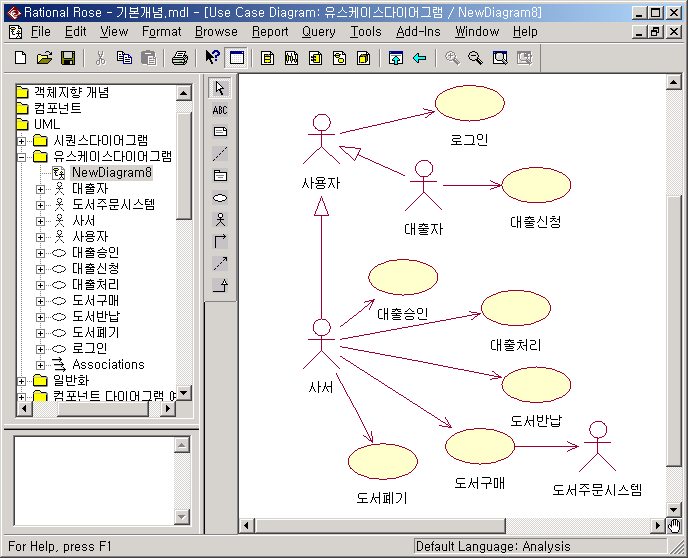 Rational Rose - 기본개념.mdl - [Use Case Diagram: 유스케이스다이어그램 / NewDiagram8]
File Edit View Format Browse Report Query Tools Add-Ins Window Help
객체지향 개념
컴포넌트
UML
시퀀스다이어그램
유스케이스다이어그램
NewDiagram8
대출자
도서주문시스템
사서
사용자
대출승인
대출신청
대출처리
도서구매
도서반납
도서폐기
로그인
Associations
일반화
컴포넌트 다이어그램 예
ABC
로그인
사용자
대출자
대출신청
대출승인
대출처리
사서
도서반납
도서구매
도서주문시스템
도서폐기
For Help, press F1
Default Language: Analysis